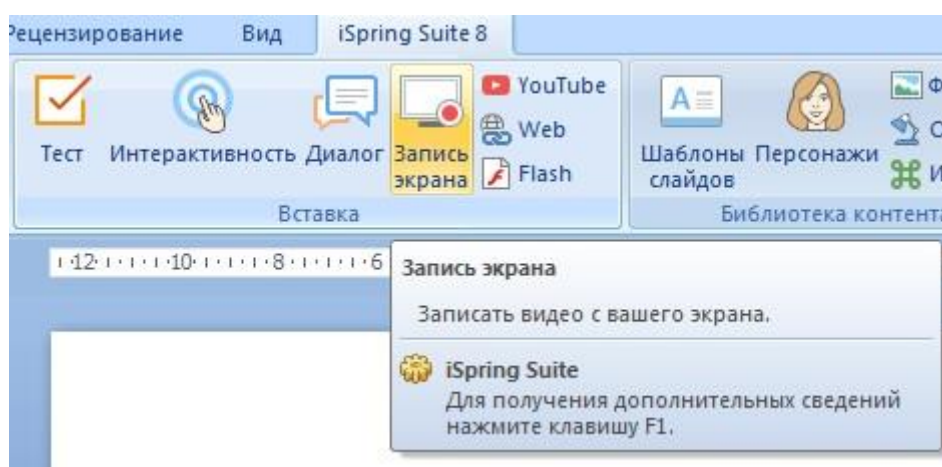 Рецензирование Вид iSpring Suite 8
YouTube
Web
Flash
Тест Интерактивность Диалог Запись экрана
Шаблоны слайдов Персонажи
Вставка
Библиотека контента
12 10 8 6
Запись экрана
Записать видео с вашего экрана.
iSpring Suite
Для получения дополнительных сведений
нажмите клавишу F1.